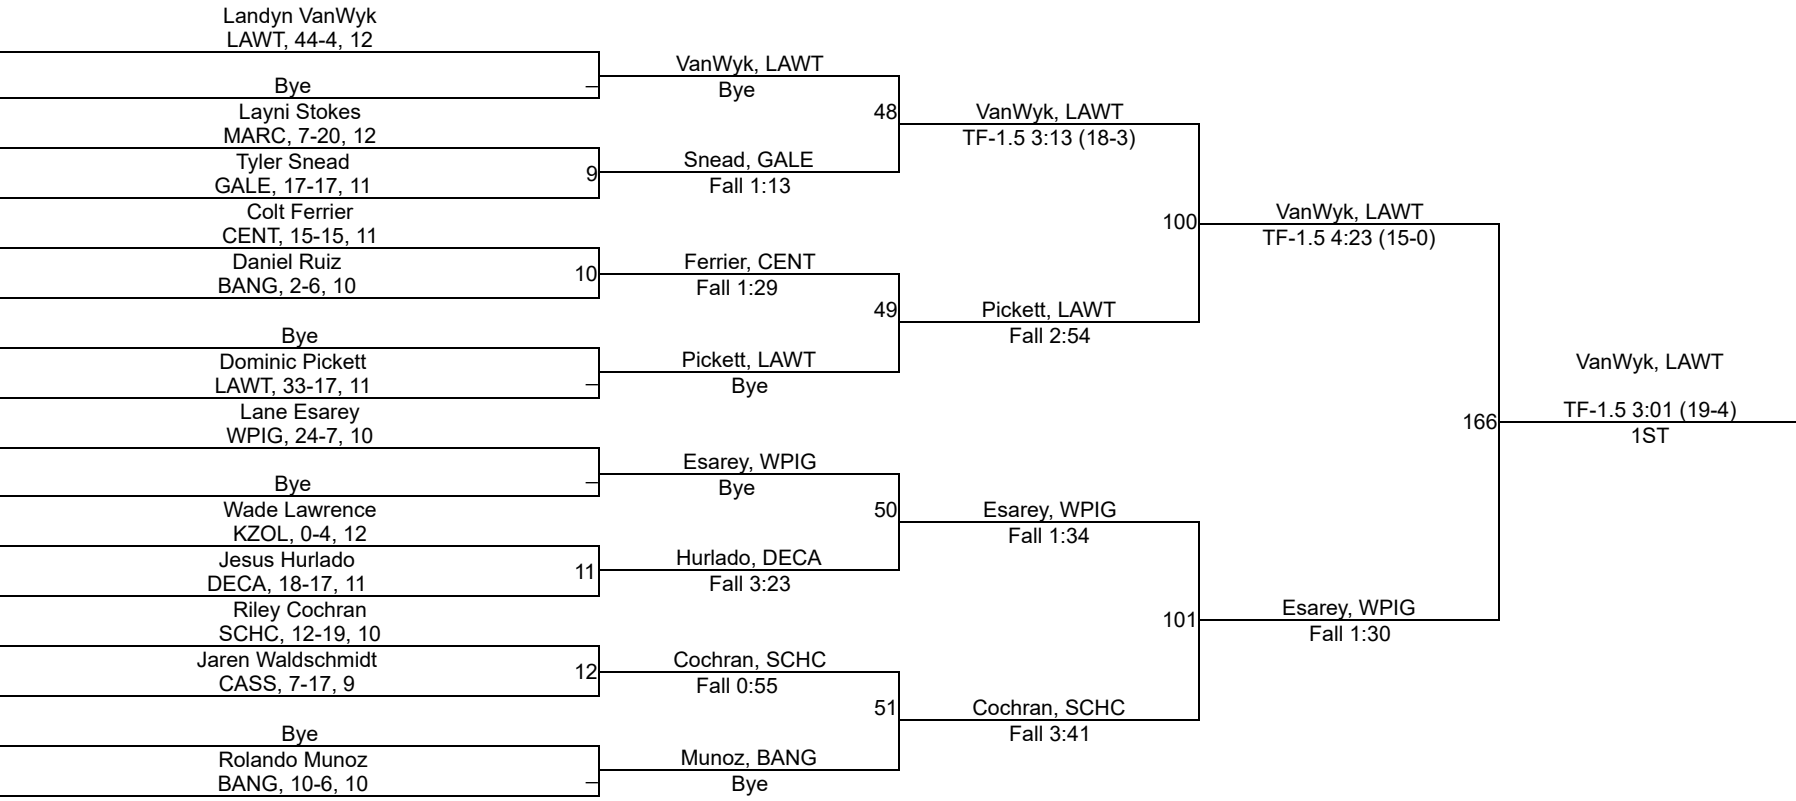 Landyn VanWyk
LAWT, 44-4, 12
Bye
Layni Stokes
MARC, 7-20, 12
Tyler Snead
GALE, 17-17, 11
Colt Ferrier
CENT, 15-15, 11
Daniel Ruiz
BANG, 2-6, 10
Bye
Dominic Pickett
LAWT, 33-17, 11
Lane Esarey
WPIG, 24-7, 10
Bye
Wade Lawrence
KZOL, 0-4, 12
Jesus Hurlado
DECA, 18-17, 11
Riley Cochran
SCHC, 12-19, 10
Jaren Waldschmidt
CASS, 7-17, 9
Bye
Rolando Munoz
BANG, 10-6, 10
–
9
10
–
–
11
12
–
VanWyk, LAWT
Bye
Snead, GALE
Fall 1:13
Ferrier, CENT
Fall 1:29
Pickett, LAWT
Bye
Esarey, WPIG
Bye
Hurlado, DECA
Fall 3:23
Cochran, SCHC
Fall 0:55
Munoz, BANG
Bye
48
49
50
51
VanWyk, LAWT
TF-1.5 3:13 (18-3)
Pickett, LAWT
Fall 2:54
Esarey, WPIG
Fall 1:34
Cochran, SCHC
Fall 3:41
100
101
VanWyk, LAWT
TF-1.5 4:23 (15-0)
Esarey, WPIG
Fall 1:30
166
VanWyk, LAWT
TF-1.5 3:01 (19-4)
1ST